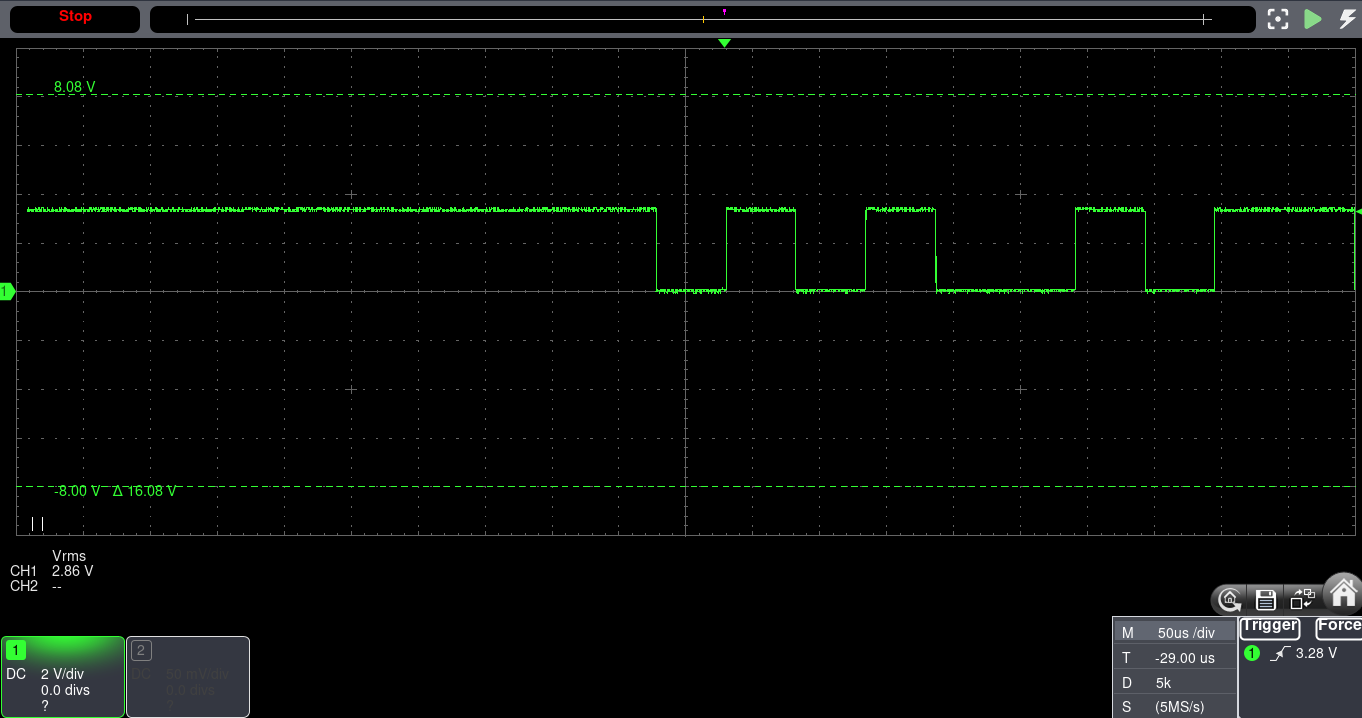 Stop
8.08 V
1
-8.00 V Δ 16.08 V
Vrms
CH1 2.86 V
CH2 --
1
DC 2 V/div
0.0 divs
?
2
DC 50 mV/div
0.0 divs
?
M 50us /div
T -29.00 us
D 5k
S (5MS/s)
Trigger Force
1 3.28 V